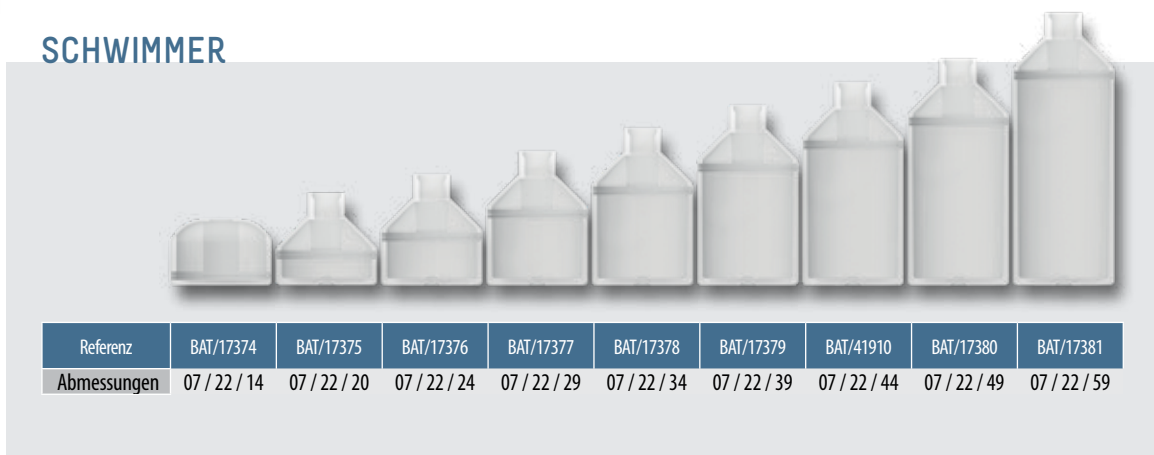 SCHWIMMER
Referenz BAT/17374 BAT/17375 BAT/17376 BAT/17377 BAT/17378 BAT/17379 BAT/41910 BAT/17380 BAT/17381
Abmessungen 07 / 22 / 14 07 / 22 / 20 07 / 22 / 24 07 / 22 / 29 07 / 22 / 34 07 / 22 / 39 07 / 22 / 44 07 / 22 / 49 07 / 22 / 59